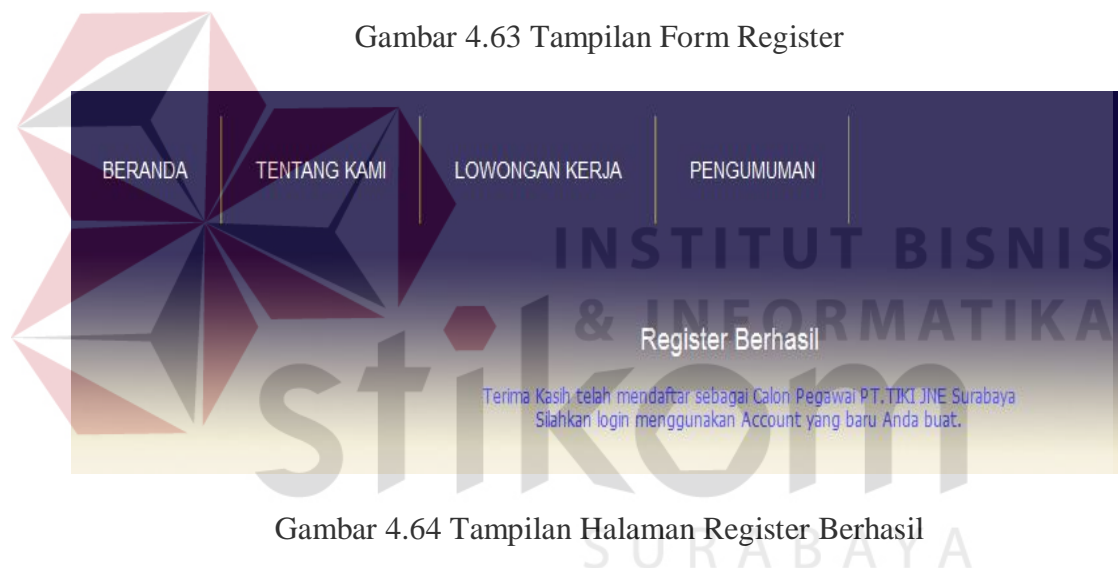 Gambar 4.63 Tampilan Form Register
BERANDA TENTANG KAMI LOWONGAN KERJA PENGUMUMAN
INSTITUT BISNIS
& INFORMATIKA
stikom
SURABAYA
Register Berhasil
Terima Kasih telah mendaftar sebagai Calon Pegawai PT.TIKI JNE Surabaya
Silahkan login menggunakan Account yang baru Anda buat.
Gambar 4.64 Tampilan Halaman Register Berhasil